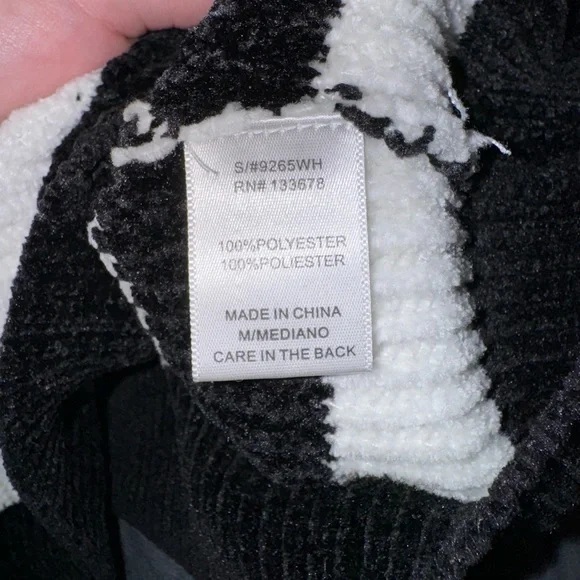 S/#9265WH
RN# 133678
100%POLYESTER
100%POLIESTER
MADE IN CHINA
M/MEDIANO
CARE IN THE BACK